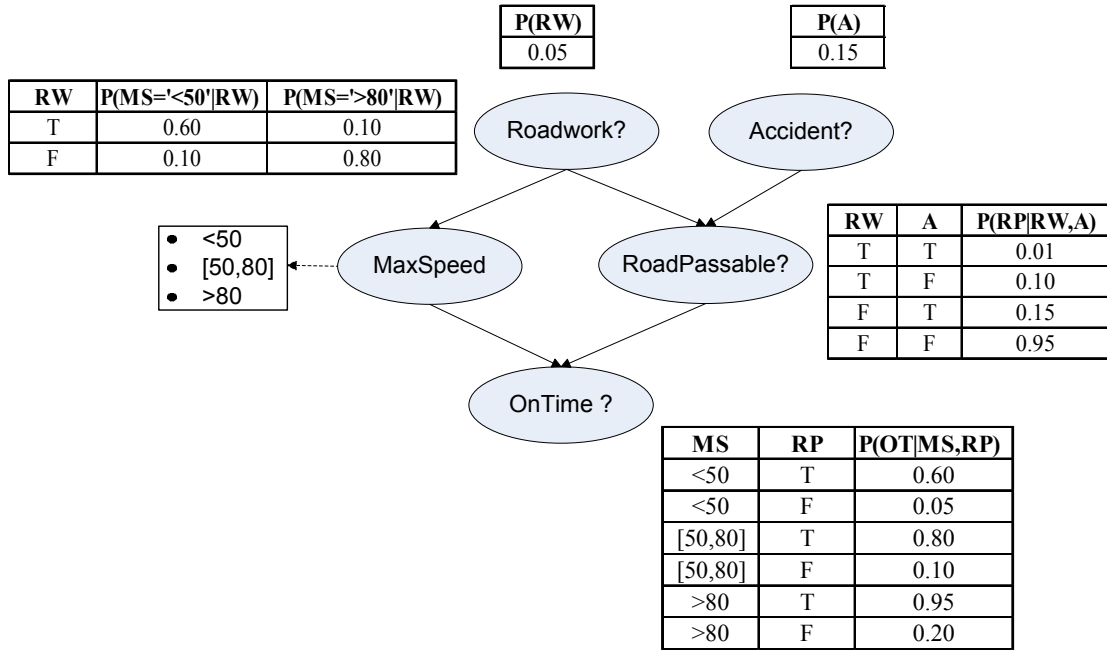 P(RW)
0.05
P(A)
0.15
RW P(MS='<50'|RW) P(MS='>80'|RW)
T 0.60 0.10
F 0.10 0.80
Roadwork?
Accident?
• <50
• [50,80]
• >80
MaxSpeed
RoadPassable?
RW A P(RP|RW,A)
T T 0.01
T F 0.10
F T 0.15
F F 0.95
OnTime ?
MS RP P(OT|MS,RP)
<50 T 0.60
<50 F 0.05
[50,80] T 0.80
[50,80] F 0.10
>80 T 0.95
>80 F 0.20